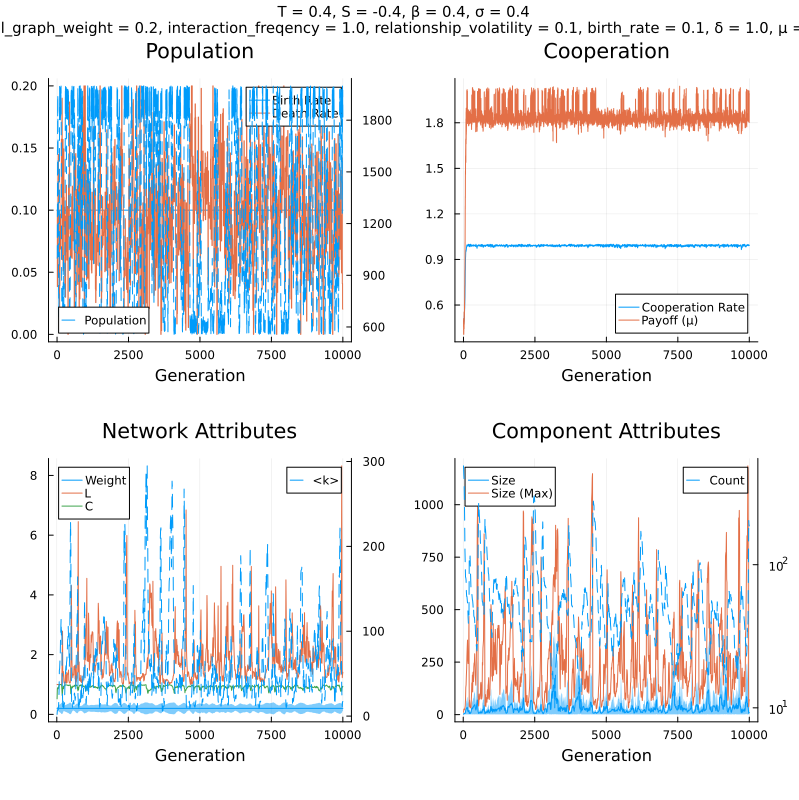 T = 0.4, S = -0.4, β = 0.4, σ = 0.4
l_graph_weight = 0.2, interaction_freqency = 1.0, relationship_volatility = 0.1, birth_rate = 0.1, δ = 1.0, μ =
Population
Cooperation
0.20
0.15
0.10
0.05
0.00
Birth Rate
Death Rate
Population
1800
1500
1200
900
600
0 2500 5000 7500 10000
Generation
1.8
1.5
1.2
0.9
0.6
Cooperation Rate
Payoff (μ)
0 2500 5000 7500 10000
Generation
Network Attributes
Component Attributes
8
6
4
2
0
Weight
L
C
<k>
300
200
100
0
0 2500 5000 7500 10000
Generation
1000
750
500
250
0
Size
Size (Max)
Count
10²
10¹
0 2500 5000 7500 10000
Generation